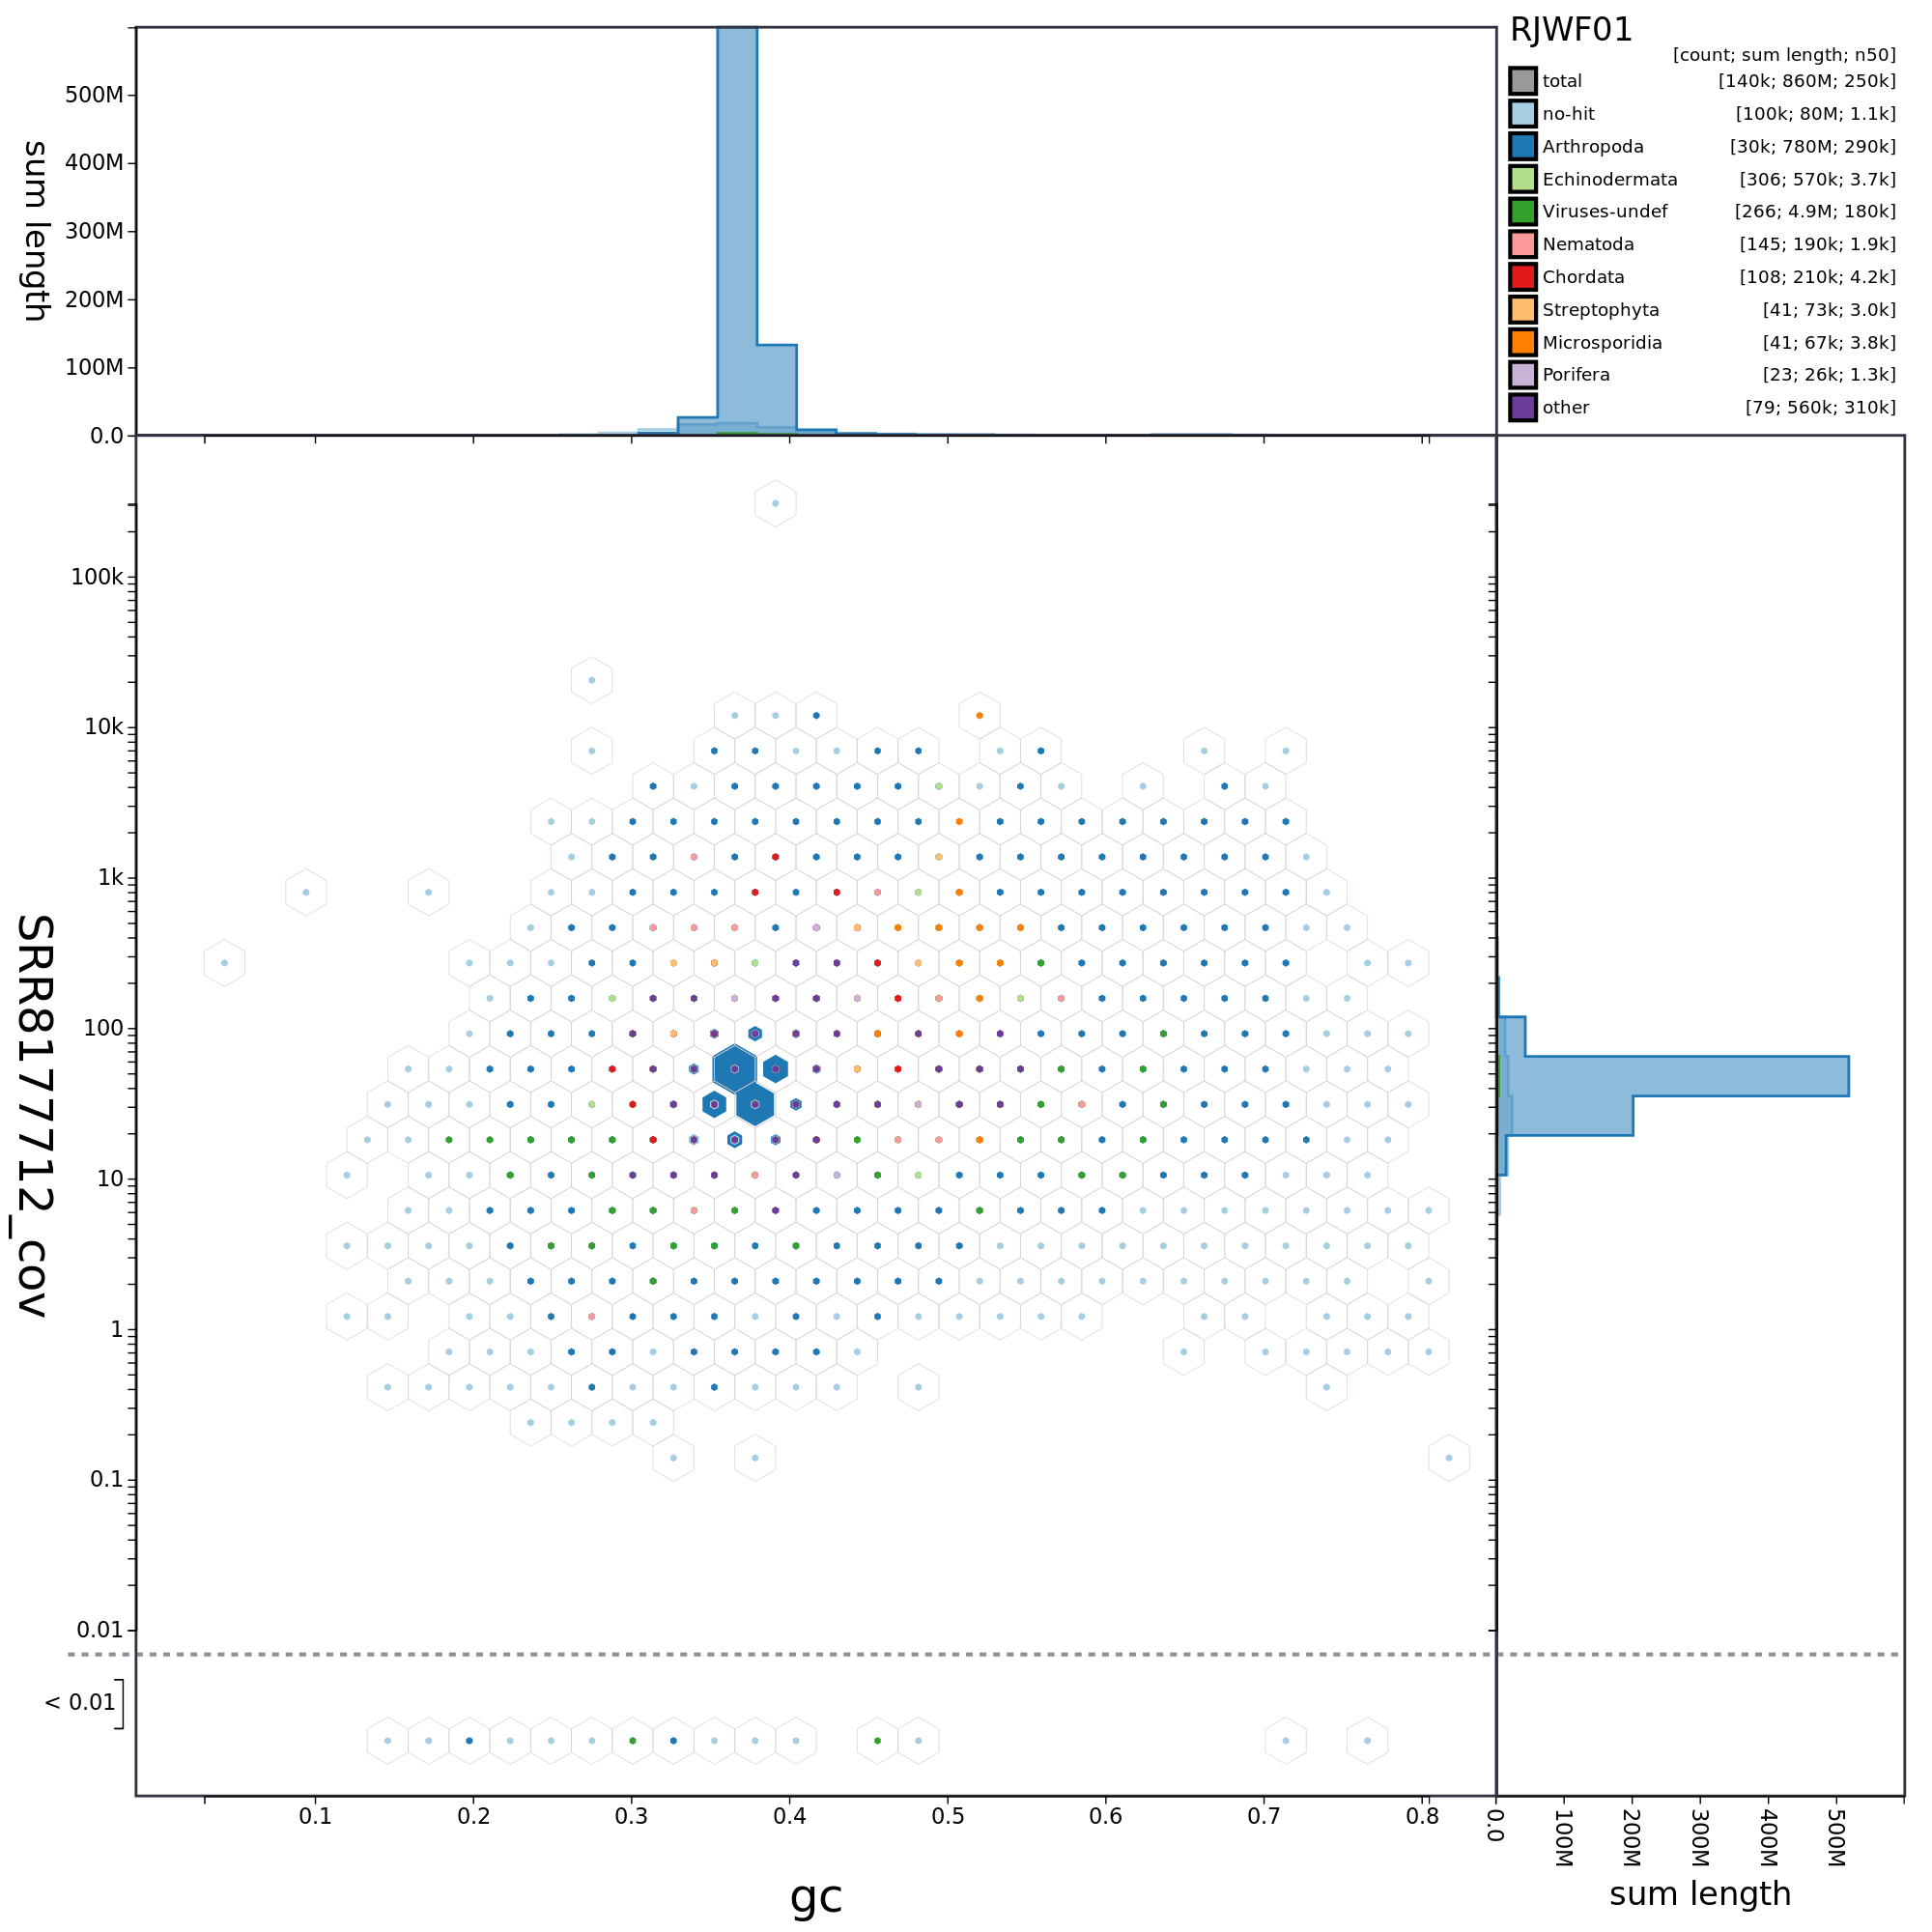 RJWF01
[count; sum length; n50]
total [140k; 860M; 250k]
no-hit [100k; 80M; 1.1k]
Arthropoda [30k; 780M; 290k]
Echinodermata [306; 570k; 3.7k]
Viruses-undef [266; 4.9M; 180k]
Nematoda [145; 190k; 1.9k]
Chordata [108; 210k; 4.2k]
Streptophyta [41; 73k; 3.0k]
Microsporidia [41; 67k; 3.8k]
Porifera [23; 26k; 1.3k]
other [79; 560k; 310k]
sum length
500M
400M
300M
200M
100M
0.0
SRR8177712_cov
100k
10k
1k
100
10
1
0.1
0.01
< 0.01
0.1 0.2 0.3 0.4 0.5 0.6 0.7 0.8
gc
0.0 100M 200M 300M 400M 500M
sum length